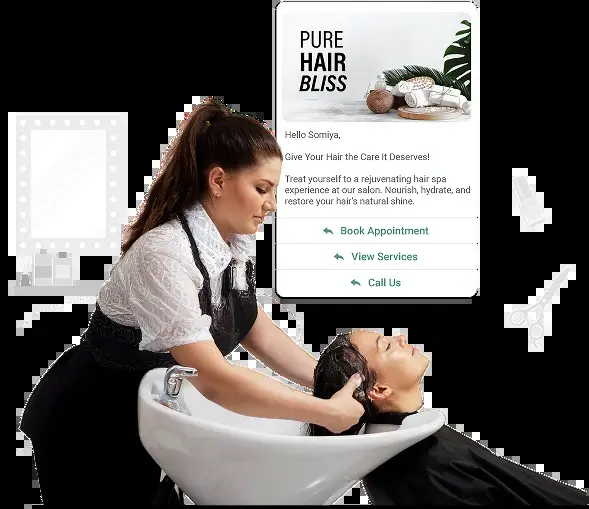 PURE
HAIR
BLISS
Hello Somiya,
Give Your Hair the Care it Deserves!
Treat yourself to a rejuvenating hair spa
experience at our salon. Nourish, hydrate, and
restore your hair's natural shine.
Book Appointment
View Services
Call Us